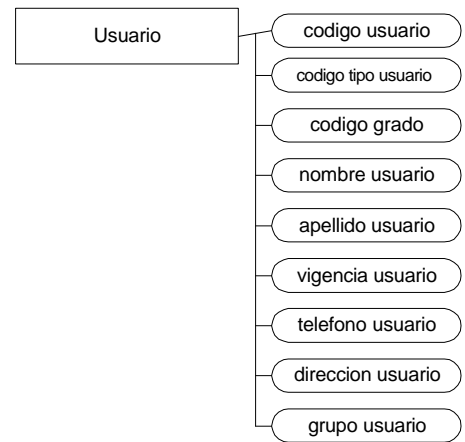 Usuario
codigo usuario
codigo tipo usuario
codigo grado
nombre usuario
apellido usuario
vigencia usuario
telefono usuario
direccion usuario
grupo usuario